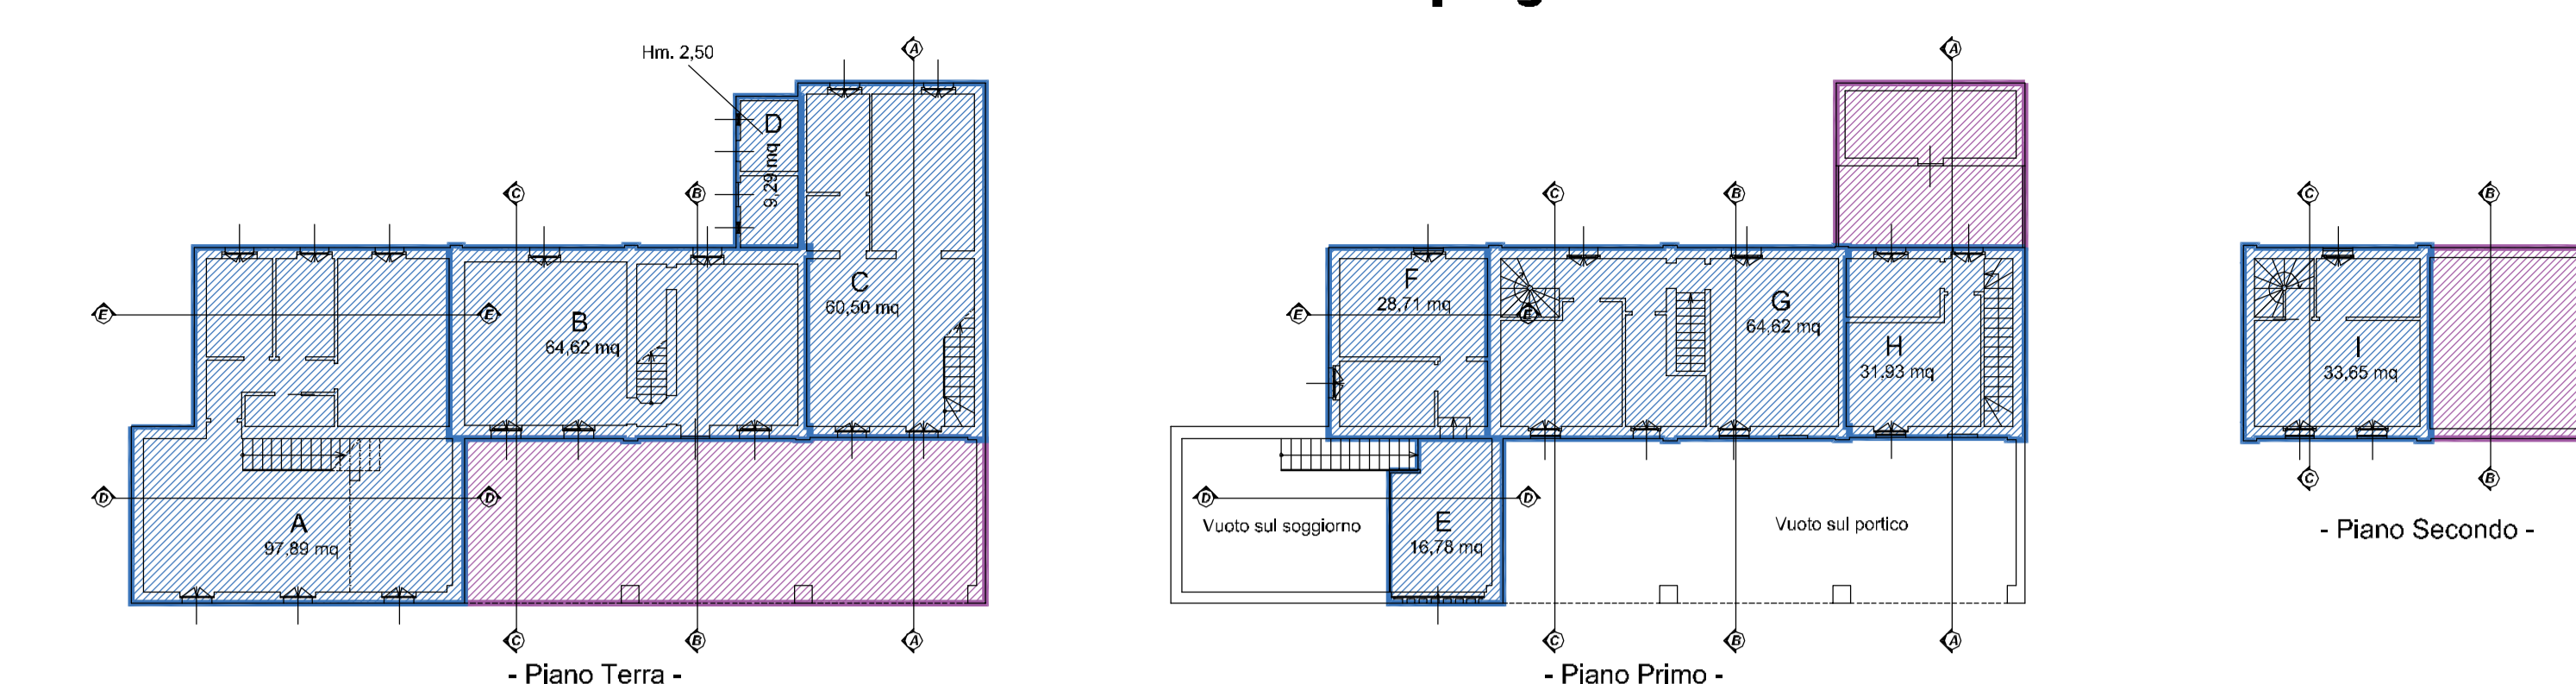 Hm. 2,50
A
A
D
9,29 mq
C
B
C
B
C
B
C
60,50 mq
F
28,71 mq
G
64,62 mq
E
E
E
E
B
64,62 mq
H
31,93 mq
I
33,65 mq
D
D
D
D
C
B
A
97,89 mq
Vuoto sul soggiorno
E
16,78 mq
Vuoto sul portico
- Piano Secondo -
C
B
A
C
B
A
- Piano Terra -
- Piano Primo -